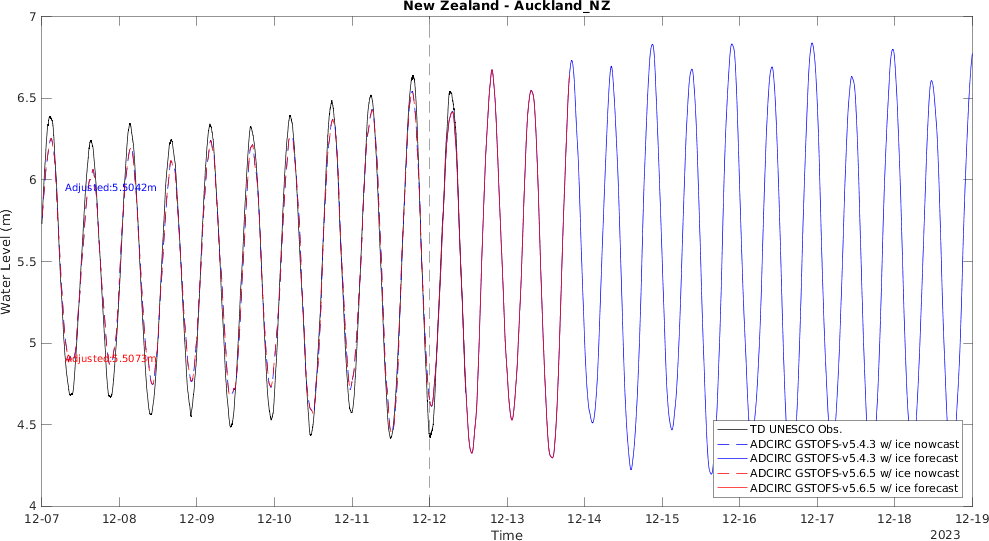 New Zealand - Auckland_NZ
7
6.5
6
5.5
5
4.5
4
Water Level (m)
Adjusted:5.5042m
Adjusted:5.5073m
TD UNESCO Obs.
ADCIRC GSTOFS-v5.4.3 w/ ice nowcast
ADCIRC GSTOFS-v5.4.3 w/ ice forecast
ADCIRC GSTOFS-v5.6.5 w/ ice nowcast
ADCIRC GSTOFS-v5.6.5 w/ ice forecast
12-07 12-08 12-09 12-10 12-11 12-12 12-13 12-14 12-15 12-16 12-17 12-18 12-19
Time
2023